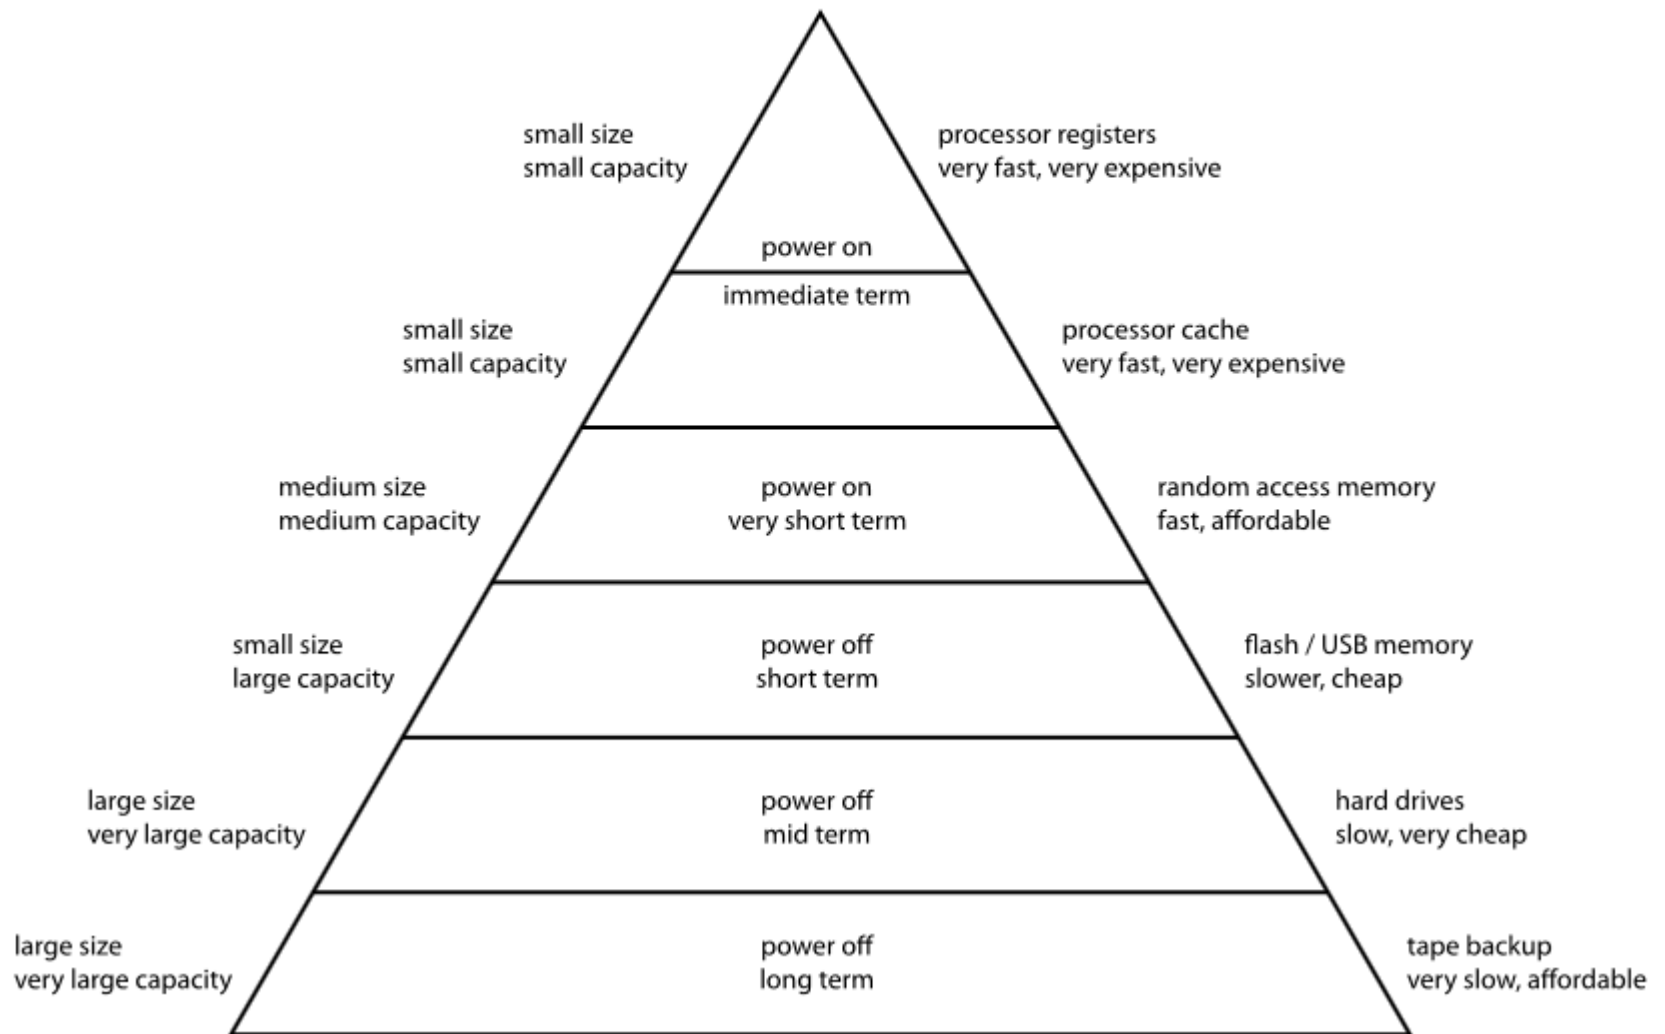 small size
small capacity
processor registers
very fast, very expensive
power on
immediate term
small size
small capacity
processor cache
very fast, very expensive
medium size
medium capacity
power on
very short term
random access memory
fast, affordable
small size
large capacity
power off
short term
flash / USB memory
slower, cheap
large size
very large capacity
power off
mid term
hard drives
slow, very cheap
large size
very large capacity
power off
long term
tape backup
very slow, affordable